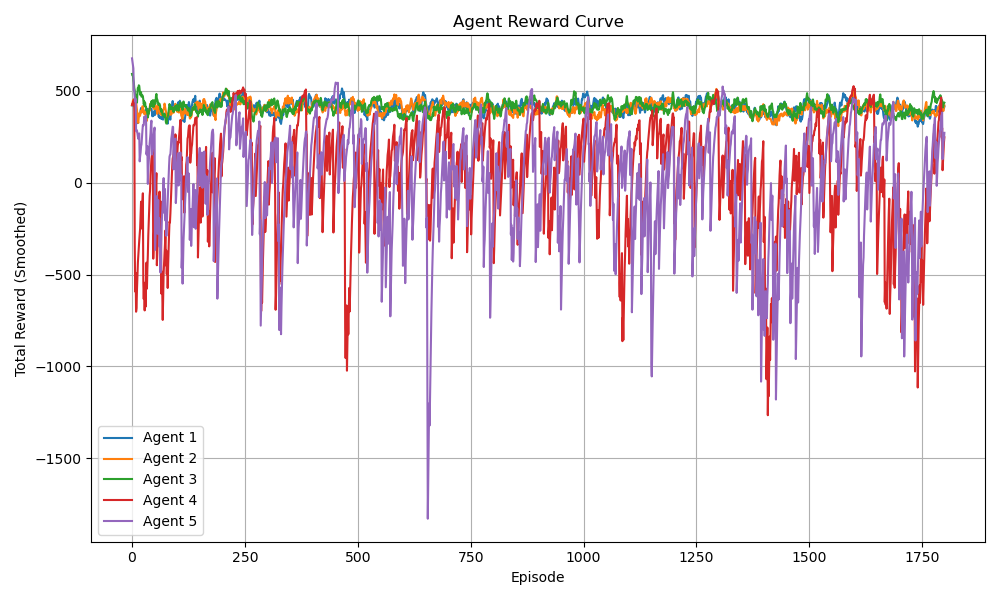 Agent Reward Curve
Total Reward (Smoothed)
500
0
−500
−1000
−1500
Agent 1
Agent 2
Agent 3
Agent 4
Agent 5
0 250 500 750 1000 1250 1500 1750
Episode